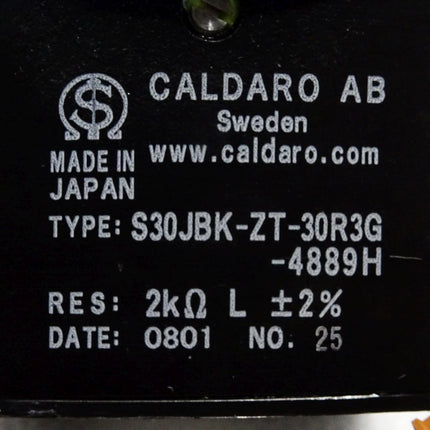 CALDARO AB
Sweden
www.caldaro.com
MADE IN
JAPAN
TYPE: S30JBK-ZT-30R3G
-4889H
RES: 2kΩ L ±2%
DATE: 0801 NO. 25